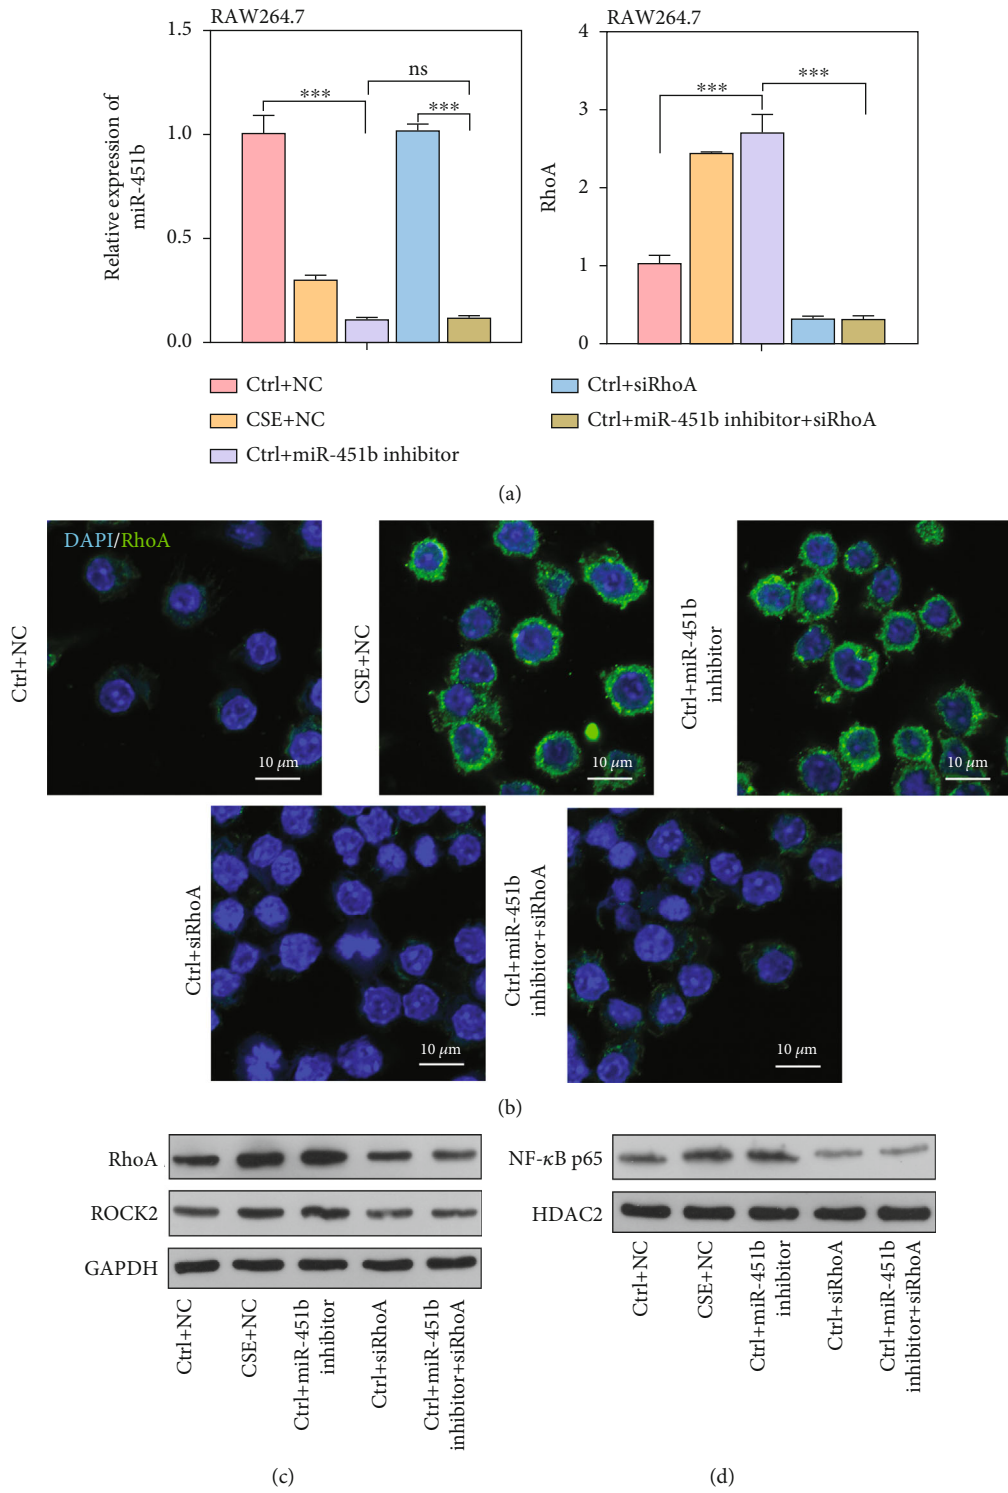 RAW264.7
1.5
1.0
0.5
0.0
Relative expression of
miR-451b
***
ns
***
RAW264.7
4
3
2
1
0
RhoA
***
***
Ctrl+NC
CSE+NC
Ctrl+miR-451b inhibitor
Ctrl+siRhoA
Ctrl+miR-451b inhibitor+siRhoA
(a)
Ctrl+NC
DAPI/RhoA
10 μm
CSE+NC
10 μm
Ctrl+miR-451b
inhibitor
10 μm
Ctrl+siRhoA
10 μm
Ctrl+miR-451b
inhibitor+siRhoA
10 μm
(b)
RhoA
ROCK2
GAPDH
Ctrl+NC
CSE+NC
Ctrl+miR-451b
inhibitor
Ctrl+siRhoA
Ctrl+miR-451b
inhibitor+siRhoA
(c)
NF-κB p65
HDAC2
Ctrl+NC
CSE+NC
Ctrl+miR-451b
inhibitor
Ctrl+siRhoA
Ctrl+miR-451b
inhibitor+siRhoA
(d)